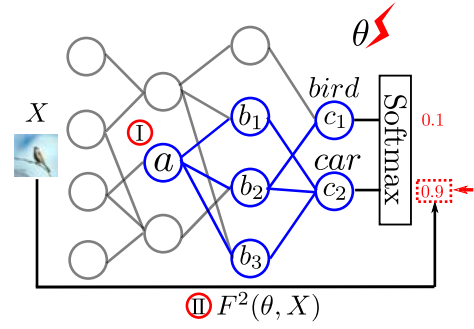 θ
X
bird
car
I
a
b₁
b₂
b₃
c₁
c₂
Softmax
0.1
0.9
II F²(θ, X)